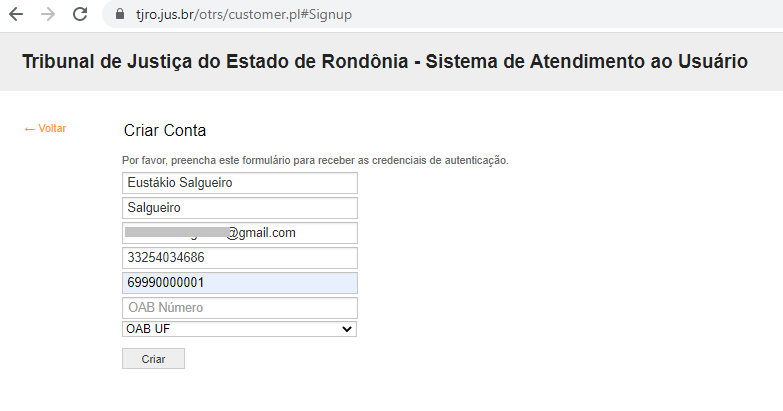 tjro.jus.br/otrs/customer.pl#Signup
Tribunal de Justiça do Estado de Rondônia - Sistema de Atendimento ao Usuário
← Voltar
Criar Conta
Por favor, preencha este formulário para receber as credenciais de autenticação.
Eustákio Salgueiro
Salgueiro
@gmail.com
33254034686
69990000001
OAB Número
OAB UF
Criar